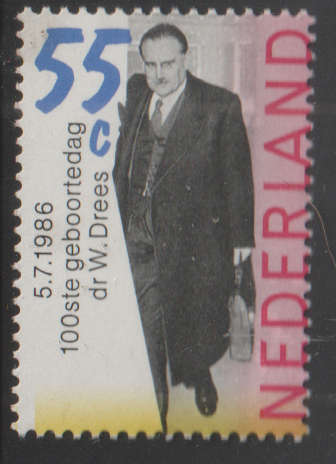 55
c
5.7.1986
100ste geboortedag
dr W. Drees
NEDERLAND